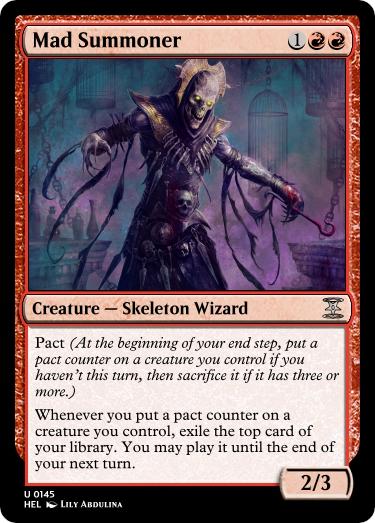 Mad Summoner 1
Creature — Skeleton Wizard
Pact (At the beginning of your end step, put a
pact counter on a creature you control if you
haven't this turn, then sacrifice it if it has three or
more.)
Whenever you put a pact counter on a
creature you control, exile the top card of
your library. You may play it until the end of
your next turn.
2/3
U 0145
HEL LILY ABDULINA